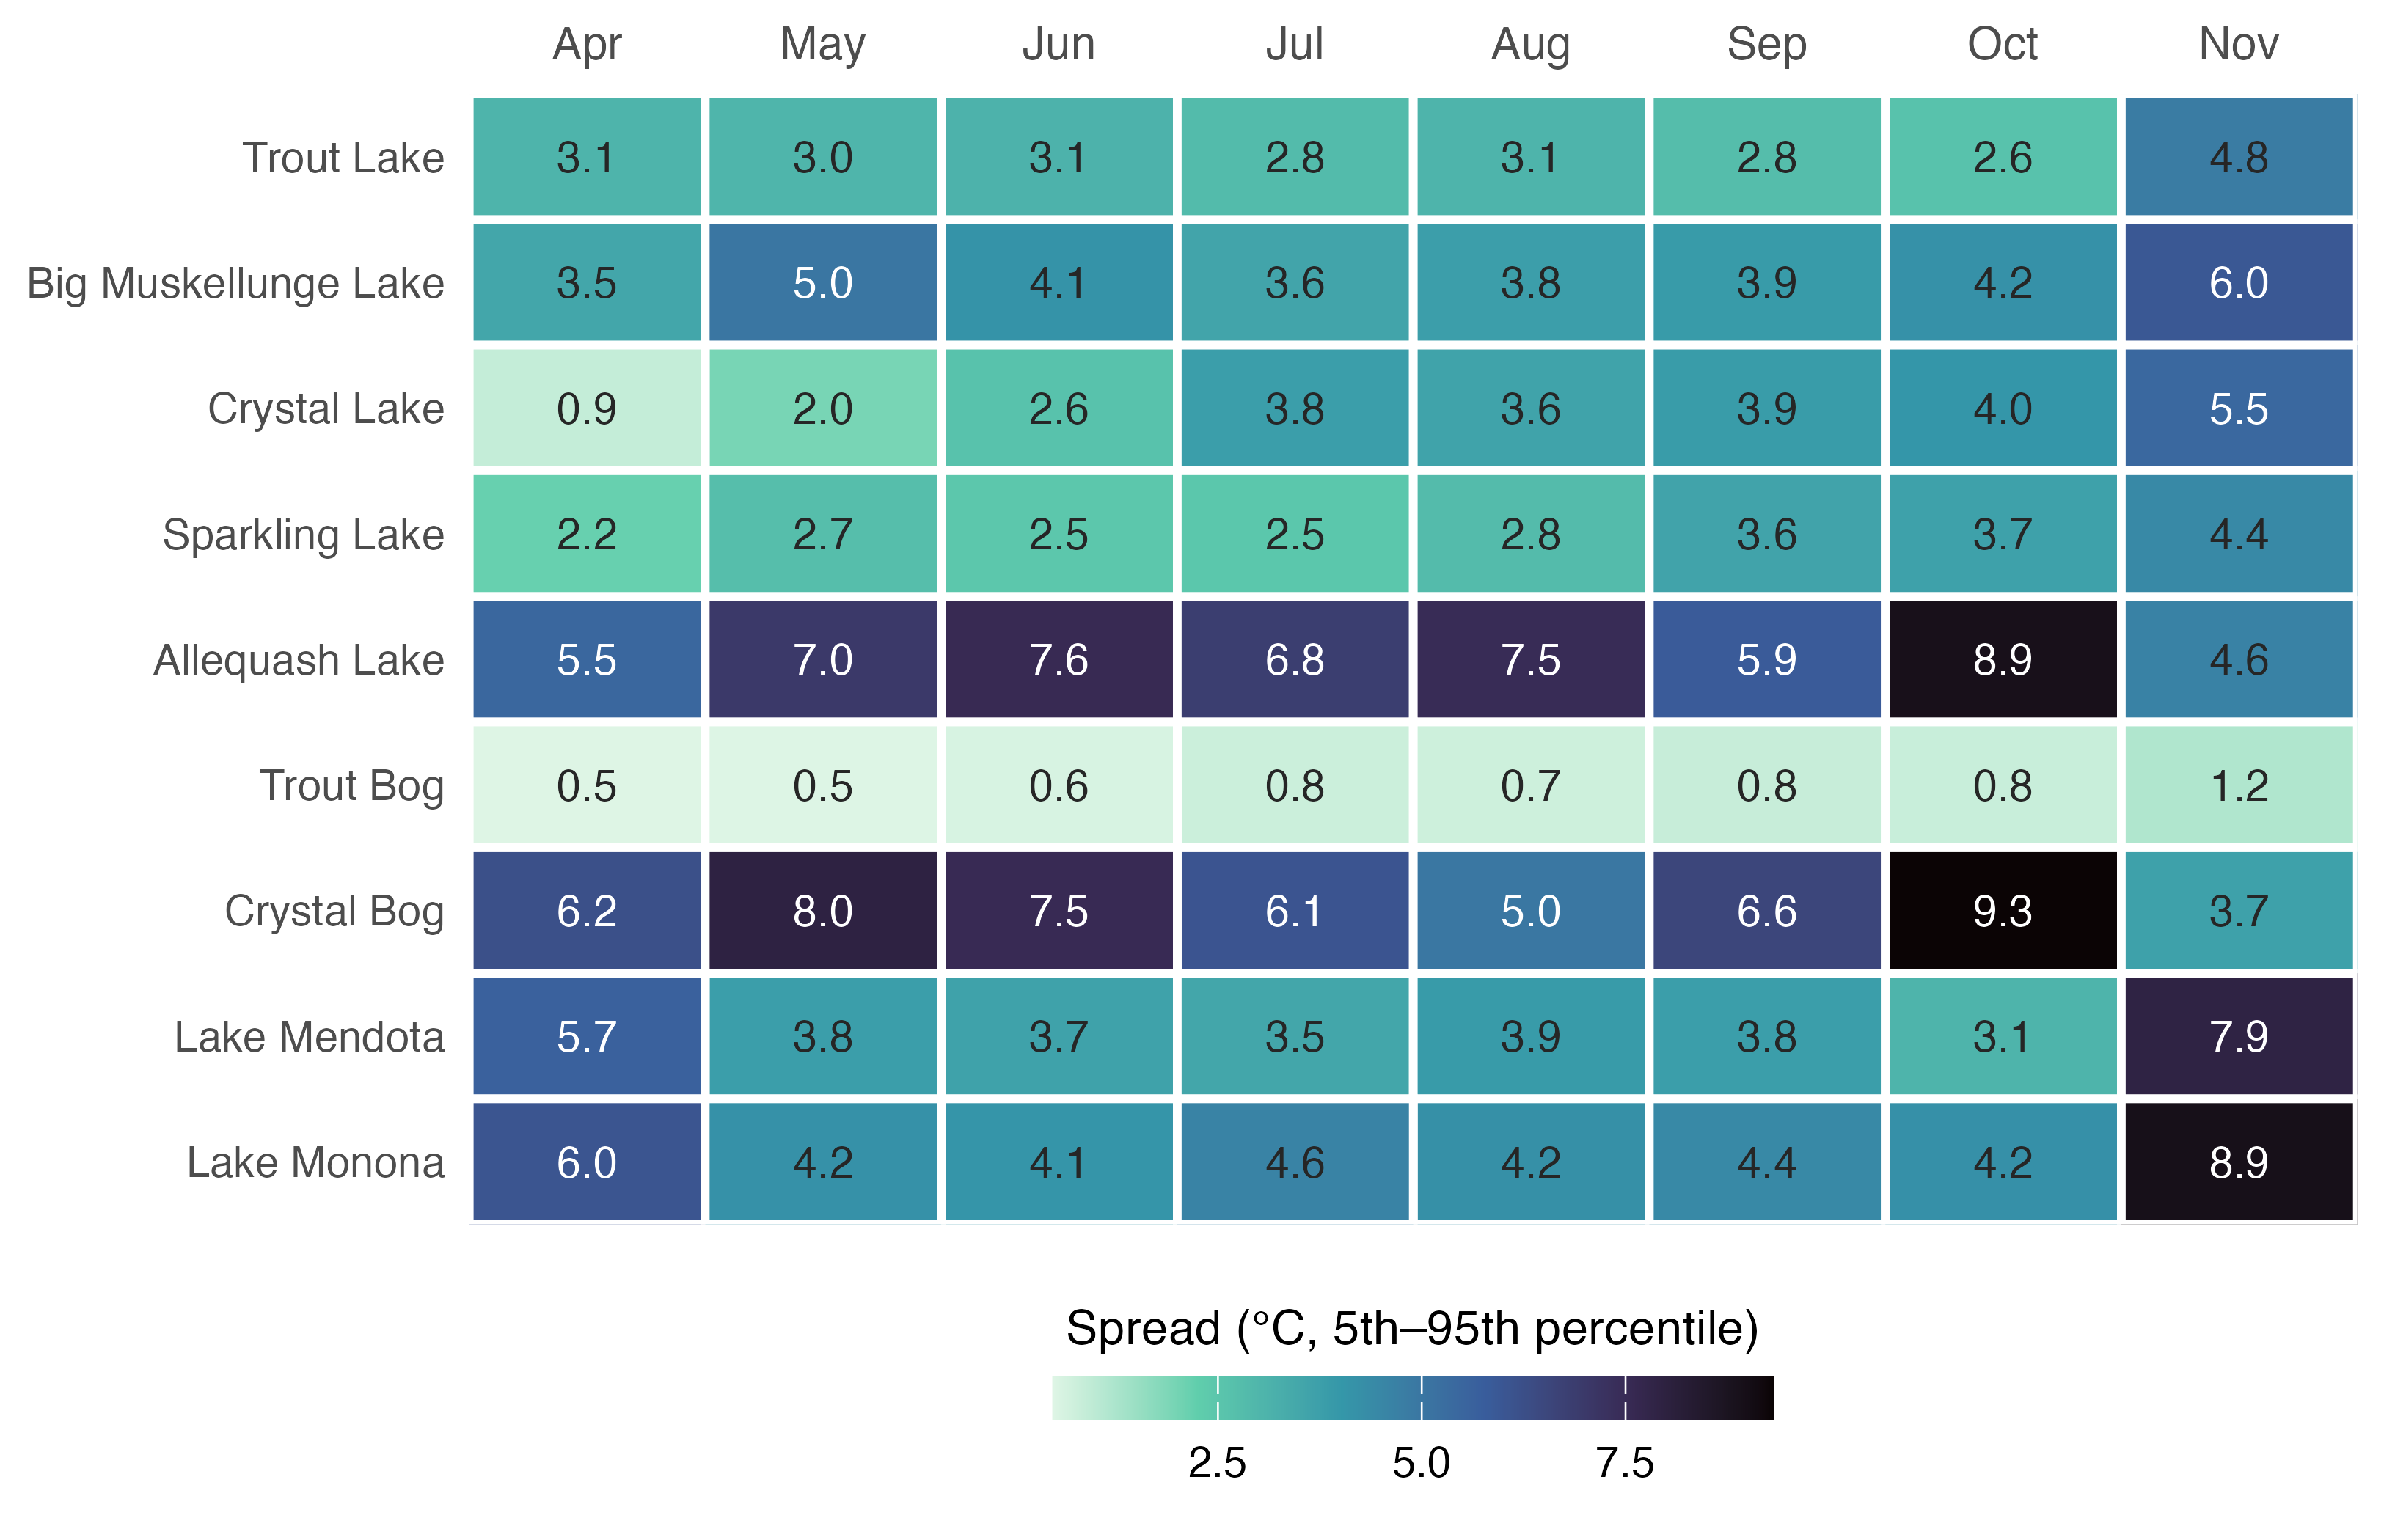 Apr May Jun Jul Aug Sep Oct Nov
Trout Lake 3.1 3.0 3.1 2.8 3.1 2.8 2.6 4.8
Big Muskellunge Lake 3.5 5.0 4.1 3.6 3.8 3.9 4.2 6.0
Crystal Lake 0.9 2.0 2.6 3.8 3.6 3.9 4.0 5.5
Sparkling Lake 2.2 2.7 2.5 2.5 2.8 3.6 3.7 4.4
Allequash Lake 5.5 7.0 7.6 6.8 7.5 5.9 8.9 4.6
Trout Bog 0.5 0.5 0.6 0.8 0.7 0.8 0.8 1.2
Crystal Bog 6.2 8.0 7.5 6.1 5.0 6.6 9.3 3.7
Lake Mendota 5.7 3.8 3.7 3.5 3.9 3.8 3.1 7.9
Lake Monona 6.0 4.2 4.1 4.6 4.2 4.4 4.2 8.9
Spread (°C, 5th–95th percentile)
2.5 5.0 7.5